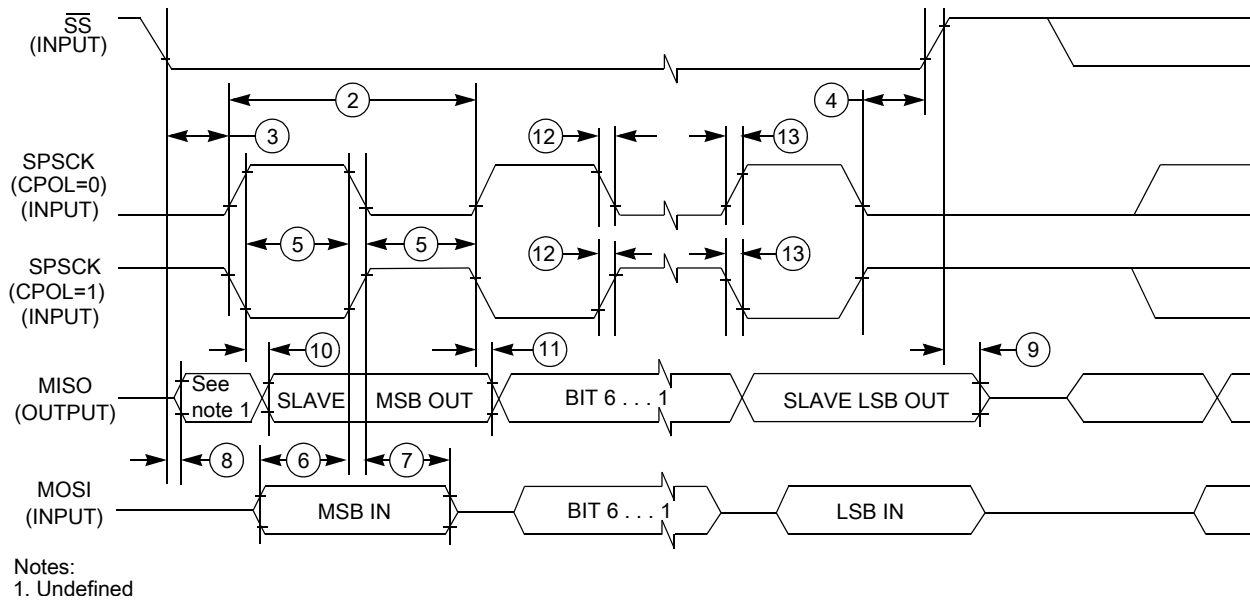 SS
(INPUT)
2
3
4
12
13
SPSCK
(CPOL=0)
(INPUT)
5
5
12
13
SPSCK
(CPOL=1)
(INPUT)
10
11
9
MISO
(OUTPUT)
See
note 1
SLAVE
MSB OUT
BIT 6 . . . 1
SLAVE LSB OUT
8
6
7
MOSI
(INPUT)
MSB IN
BIT 6 . . . 1
LSB IN
Notes:
1. Undefined